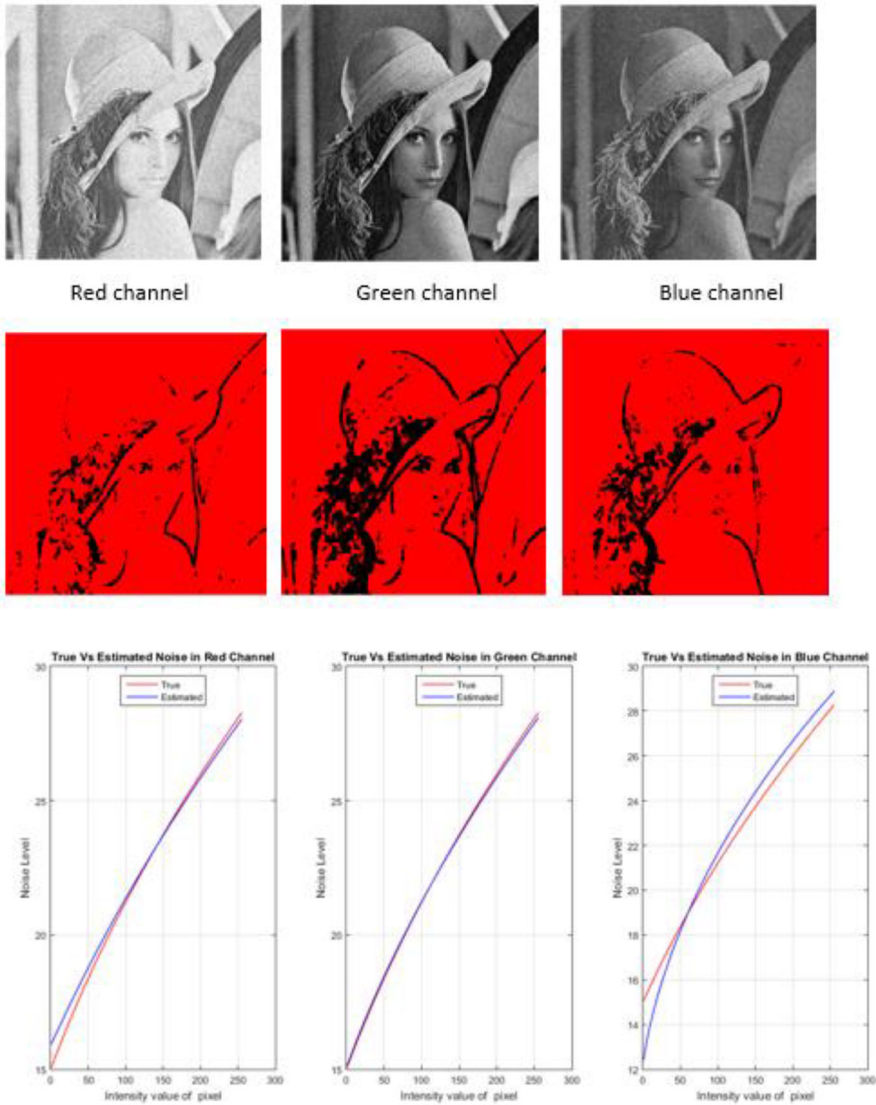 Red channel
Green channel
Blue channel
True Vs Estimated Noise in Red Channel
True
Estimated
30
25
20
15
Noise Level
0
50
100
150
200
250
300
Intensity value of pixel
True Vs Estimated Noise in Green Channel
True
Estimated
30
25
20
15
Noise Level
0
50
100
150
200
250
300
Intensity value of pixel
True Vs Estimated Noise in Blue Channel
True
Estimated
30
28
26
24
22
20
18
16
14
12
Noise Level
0
50
100
150
200
250
300
Intensity value of pixel